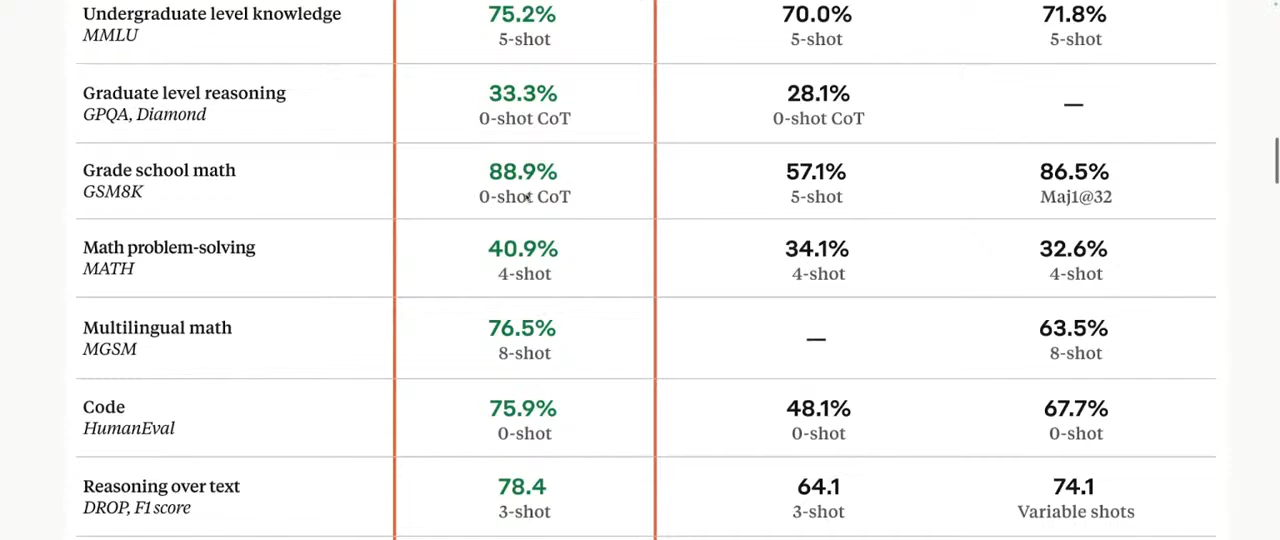 Undergraduate level knowledge 75.2% 70.0% 71.8%
MMLU 5-shot 5-shot 5-shot
Graduate level reasoning 33.3% 28.1% —
GPQA, Diamond 0-shot CoT 0-shot CoT
Grade school math 88.9% 57.1% 86.5%
GSM8K 0-shot CoT 5-shot Maj1@32
Math problem-solving 40.9% 34.1% 32.6%
MATH 4-shot 4-shot 4-shot
Multilingual math 76.5% — 63.5%
MGSM 8-shot 8-shot
Code 75.9% 48.1% 67.7%
HumanEval 0-shot 0-shot 0-shot
Reasoning over text 78.4 64.1 74.1
DROP, F1 score 3-shot 3-shot Variable shots